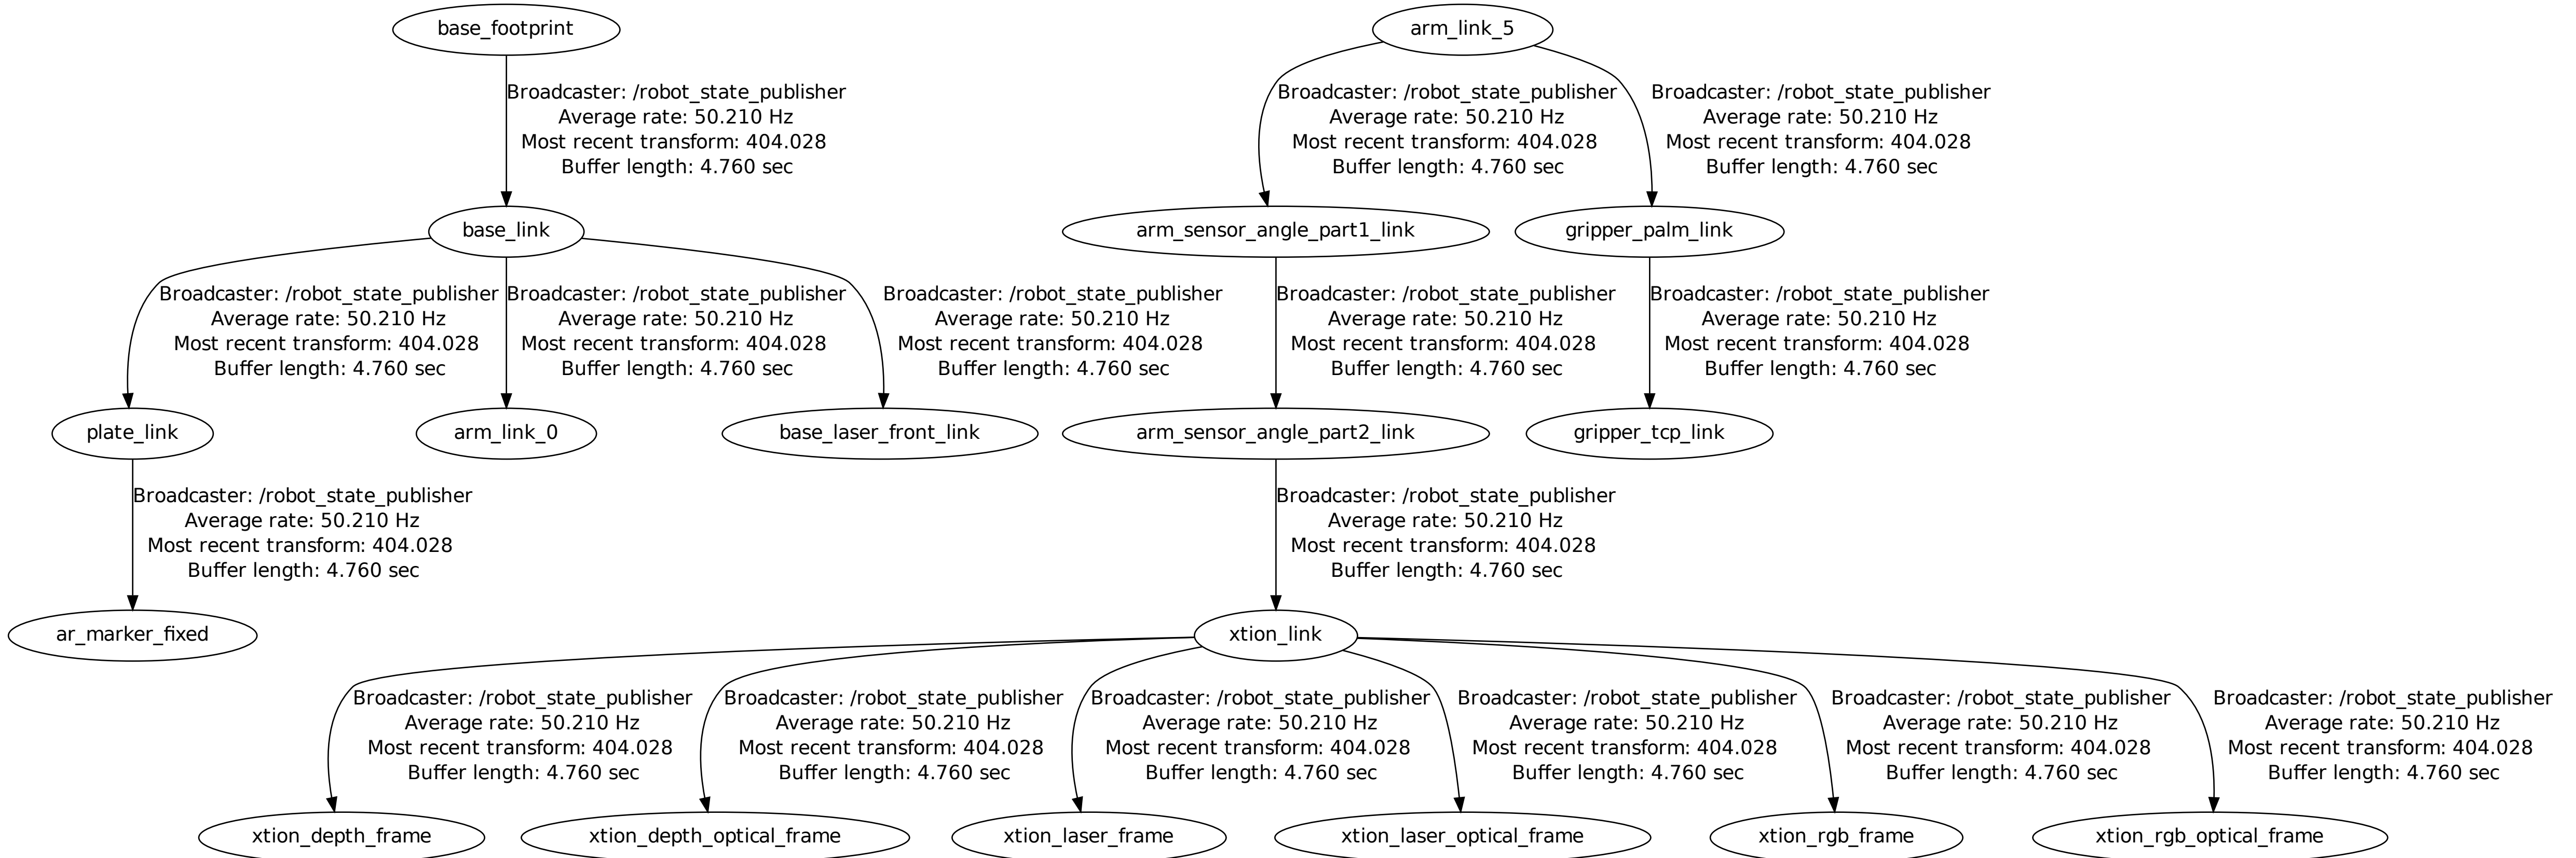 base_footprint
arm_link_5
Broadcaster: /robot_state_publisher
Average rate: 50.210 Hz
Most recent transform: 404.028
Buffer length: 4.760 sec
Broadcaster: /robot_state_publisher
Average rate: 50.210 Hz
Most recent transform: 404.028
Buffer length: 4.760 sec
Broadcaster: /robot_state_publisher
Average rate: 50.210 Hz
Most recent transform: 404.028
Buffer length: 4.760 sec
base_link
arm_sensor_angle_part1_link
gripper_palm_link
Broadcaster: /robot_state_publisher
Average rate: 50.210 Hz
Most recent transform: 404.028
Buffer length: 4.760 sec
Broadcaster: /robot_state_publisher
Average rate: 50.210 Hz
Most recent transform: 404.028
Buffer length: 4.760 sec
Broadcaster: /robot_state_publisher
Average rate: 50.210 Hz
Most recent transform: 404.028
Buffer length: 4.760 sec
Broadcaster: /robot_state_publisher
Average rate: 50.210 Hz
Most recent transform: 404.028
Buffer length: 4.760 sec
Broadcaster: /robot_state_publisher
Average rate: 50.210 Hz
Most recent transform: 404.028
Buffer length: 4.760 sec
plate_link
arm_link_0
base_laser_front_link
arm_sensor_angle_part2_link
gripper_tcp_link
Broadcaster: /robot_state_publisher
Average rate: 50.210 Hz
Most recent transform: 404.028
Buffer length: 4.760 sec
Broadcaster: /robot_state_publisher
Average rate: 50.210 Hz
Most recent transform: 404.028
Buffer length: 4.760 sec
ar_marker_fixed
xtion_link
Broadcaster: /robot_state_publisher
Average rate: 50.210 Hz
Most recent transform: 404.028
Buffer length: 4.760 sec
Broadcaster: /robot_state_publisher
Average rate: 50.210 Hz
Most recent transform: 404.028
Buffer length: 4.760 sec
Broadcaster: /robot_state_publisher
Average rate: 50.210 Hz
Most recent transform: 404.028
Buffer length: 4.760 sec
Broadcaster: /robot_state_publisher
Average rate: 50.210 Hz
Most recent transform: 404.028
Buffer length: 4.760 sec
Broadcaster: /robot_state_publisher
Average rate: 50.210 Hz
Most recent transform: 404.028
Buffer length: 4.760 sec
Broadcaster: /robot_state_publisher
Average rate: 50.210 Hz
Most recent transform: 404.028
Buffer length: 4.760 sec
xtion_depth_frame
xtion_depth_optical_frame
xtion_laser_frame
xtion_laser_optical_frame
xtion_rgb_frame
xtion_rgb_optical_frame